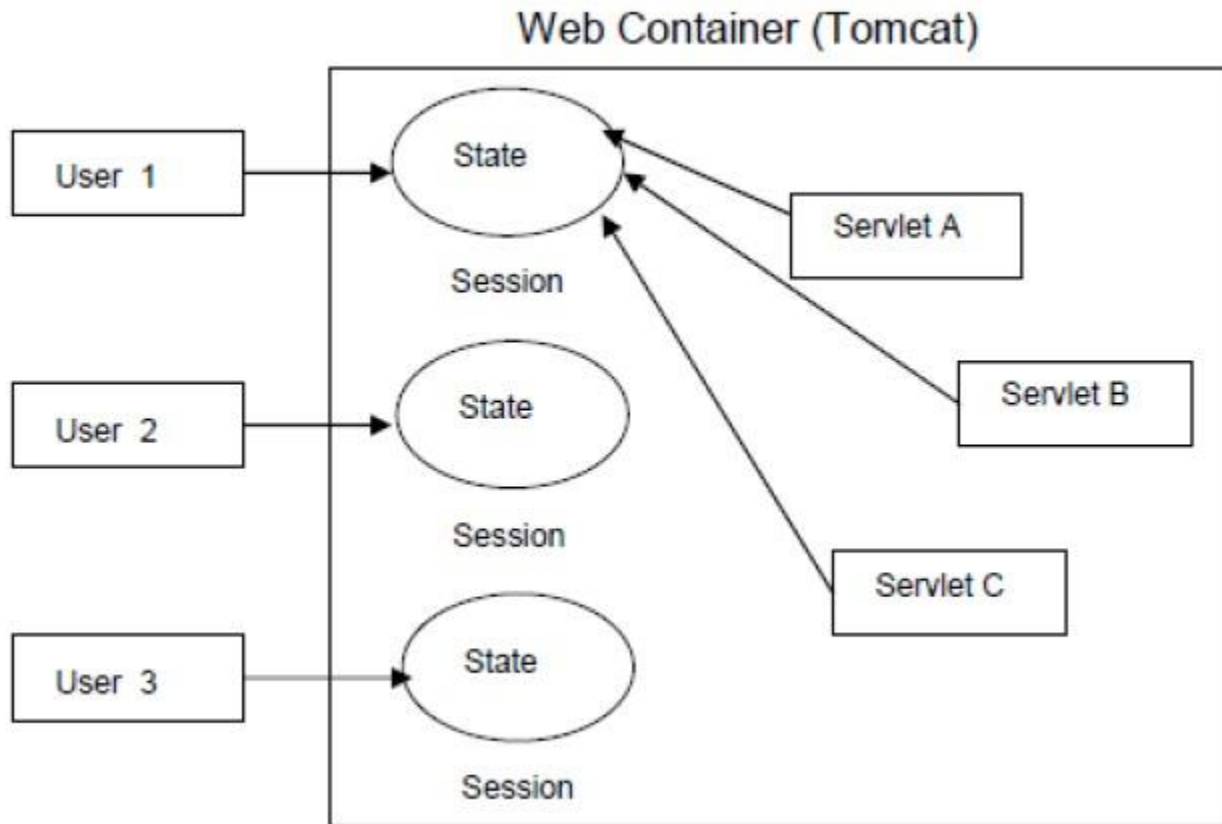 Web Container (Tomcat)
User 1
State
Session
Servlet A
User 2
State
Session
Servlet B
User 3
State
Session
Servlet C